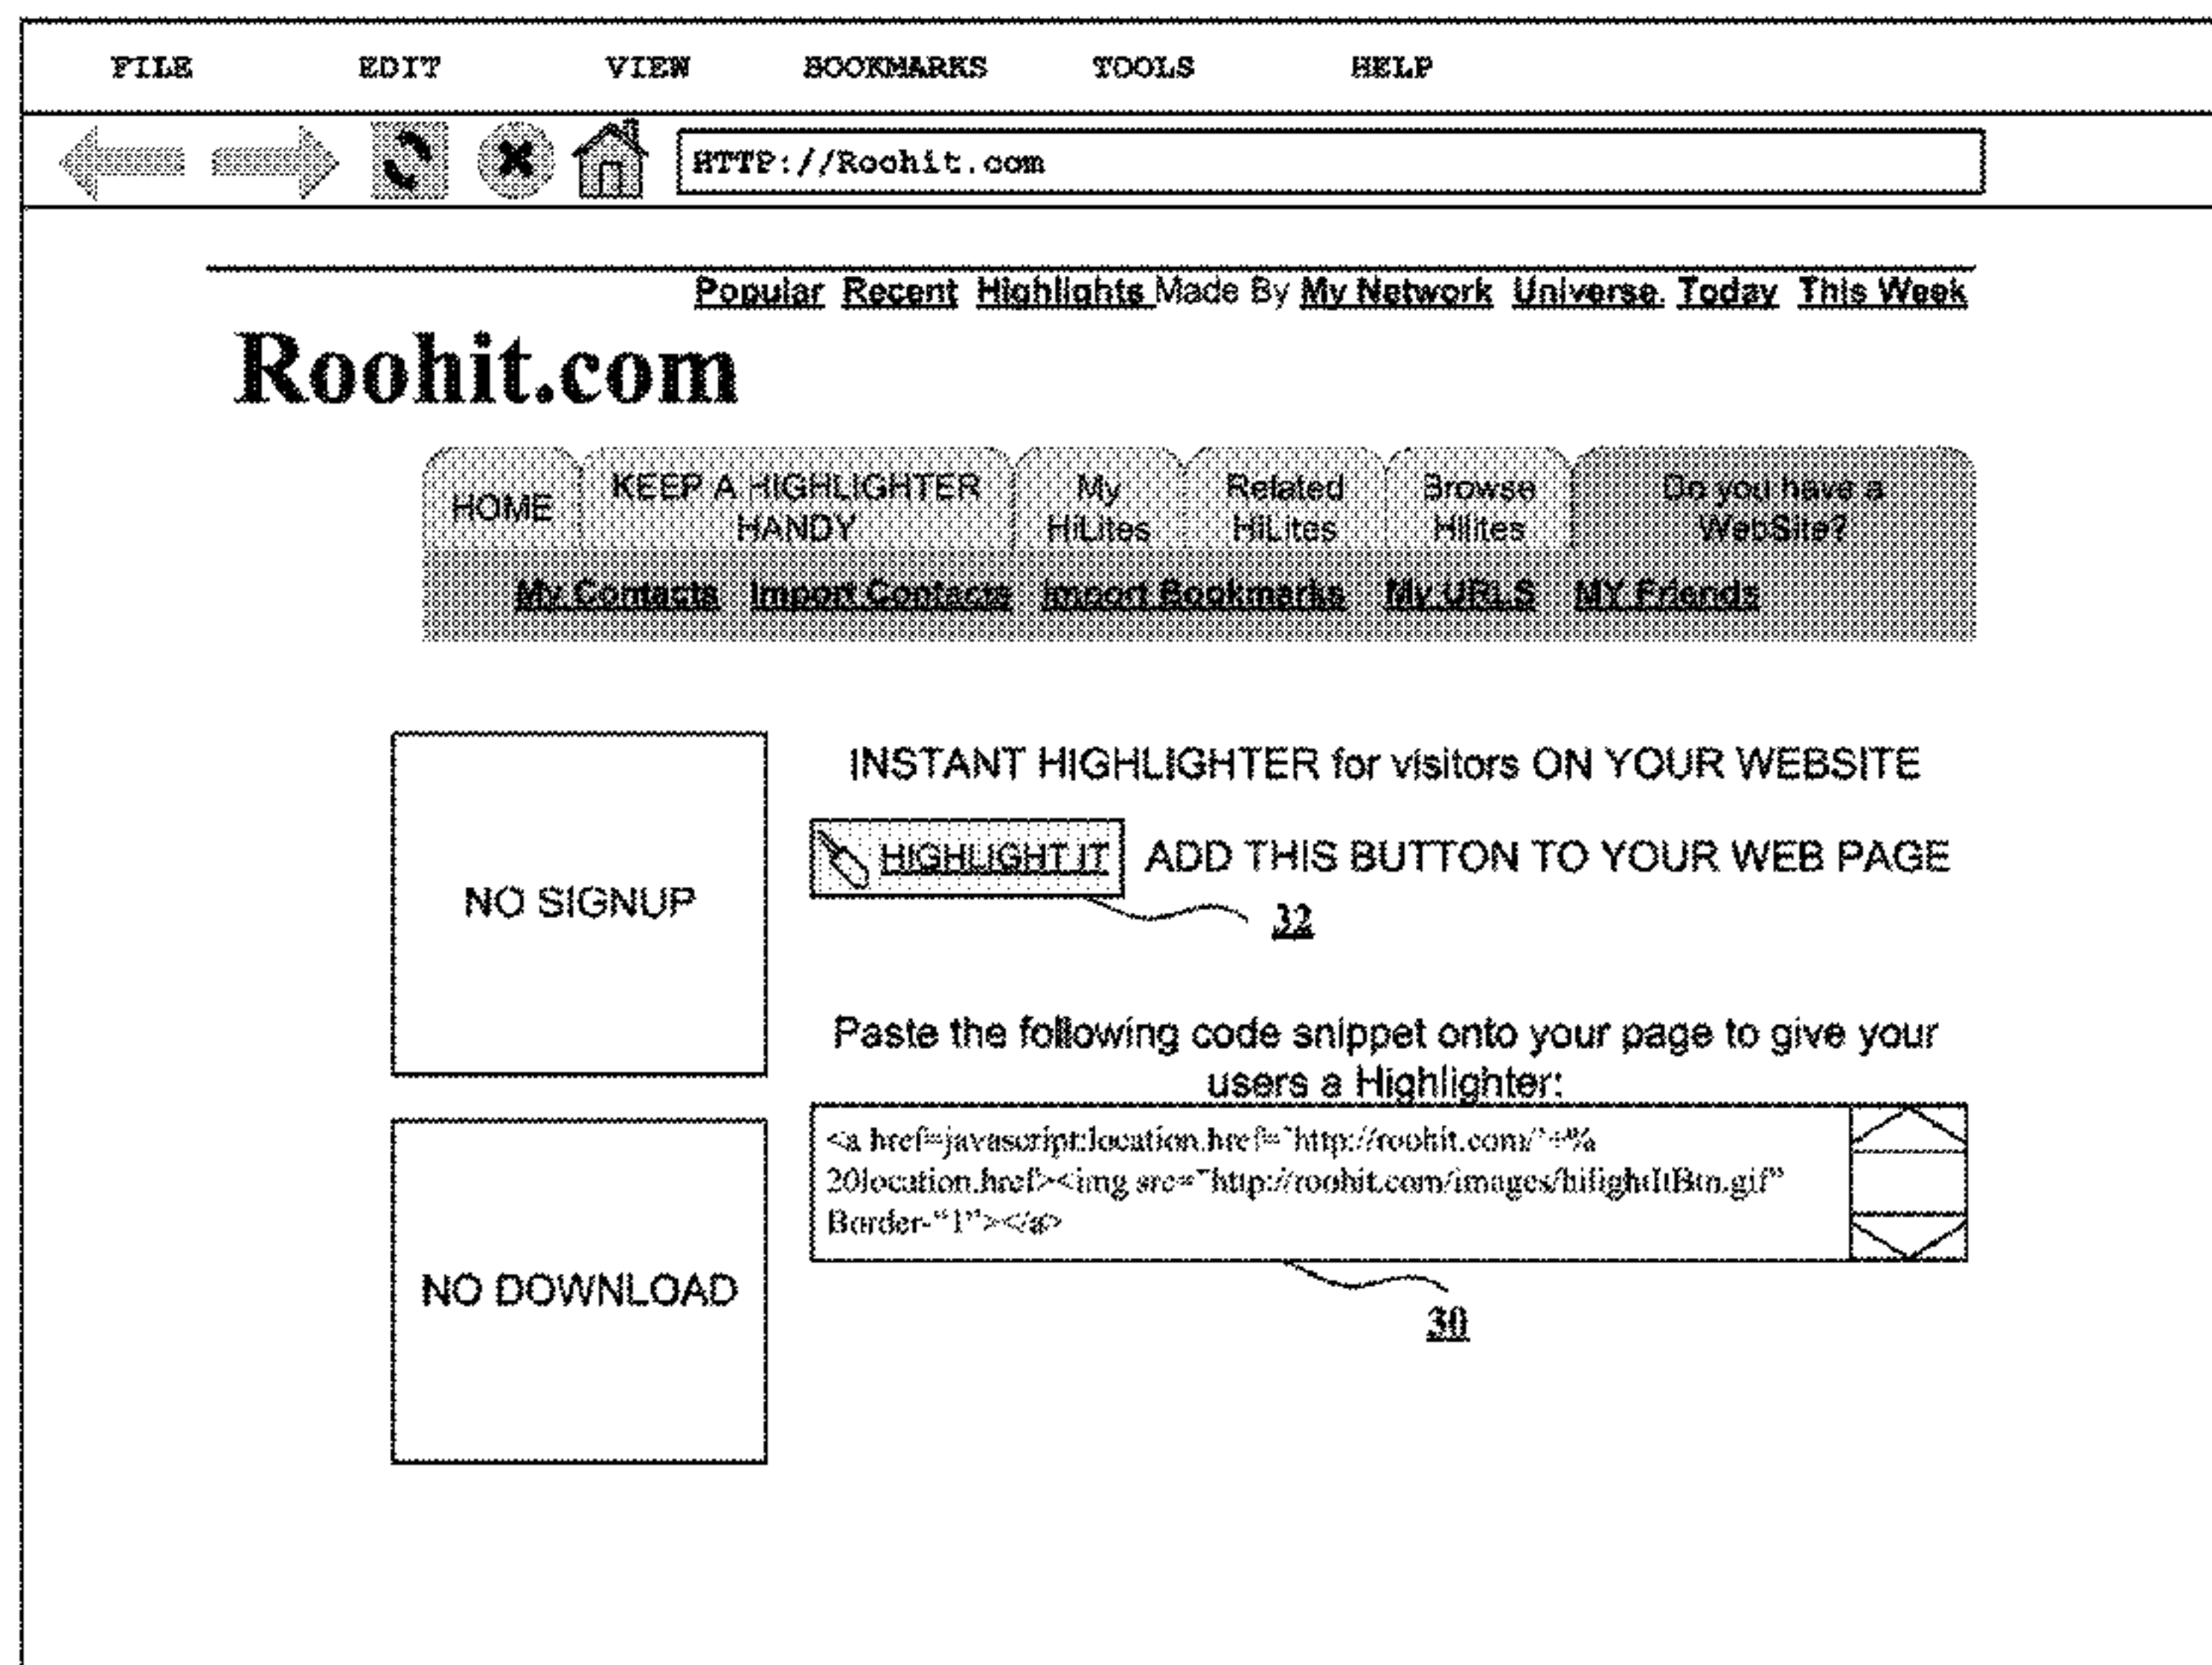 FILE EDIT VIEW BOOKMARKS TOOLS HELP
HTTP://Roohit.com
Popular Recent Highlights Made By My Network Universe. Today This Week
Roohit.com
HOME
KEEP A HIGHLIGHTER
HANDY
My
HiLites
Related
HiLites
Browse
Hilites
Do you have a
WebSite?
My Contacts Import Contacts Import Bookmarks My URLS MY Friends
NO SIGNUP
INSTANT HIGHLIGHTER for visitors ON YOUR WEBSITE
HIGHLIGHT IT ADD THIS BUTTON TO YOUR WEB PAGE
32
Paste the following code snippet onto your page to give your
users a Highlighter:
<a href=javascript:location.href='http://roohit.com/'+%
20location.href><img src="http://roohit.com/images/hilightItBtn.gif"
Border-"1"></a>
30
NO DOWNLOAD